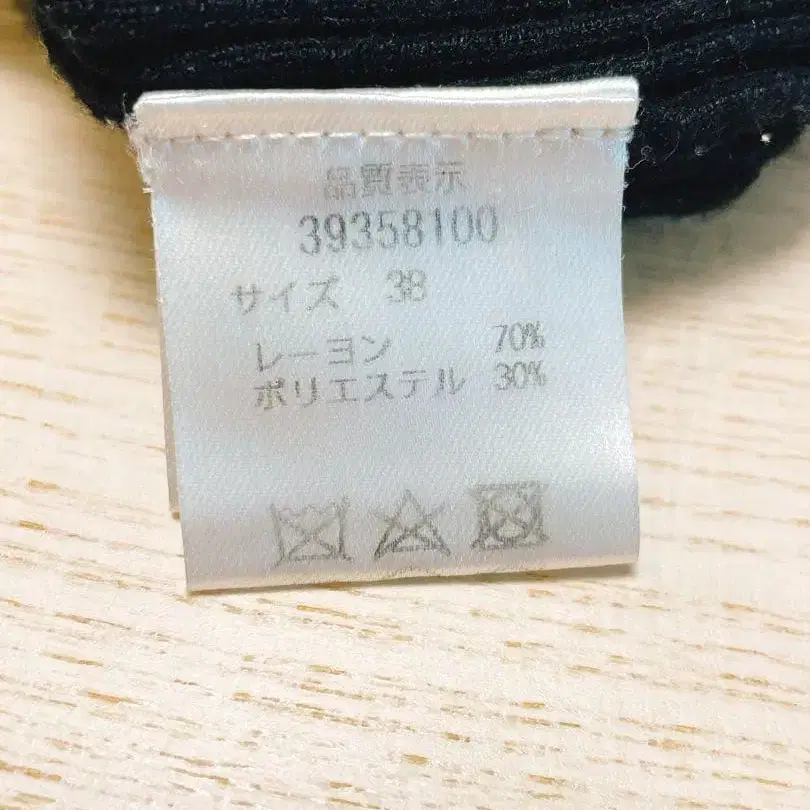 品質表示
39358100
サイズ 38
レーヨン 70%
ポリエステル 30%